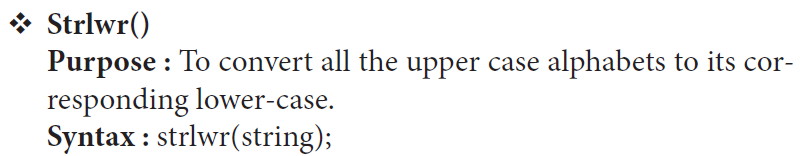 ❖ Strlwr()
Purpose : To convert all the upper case alphabets to its cor-
responding lower-case.
Syntax : strlwr(string);